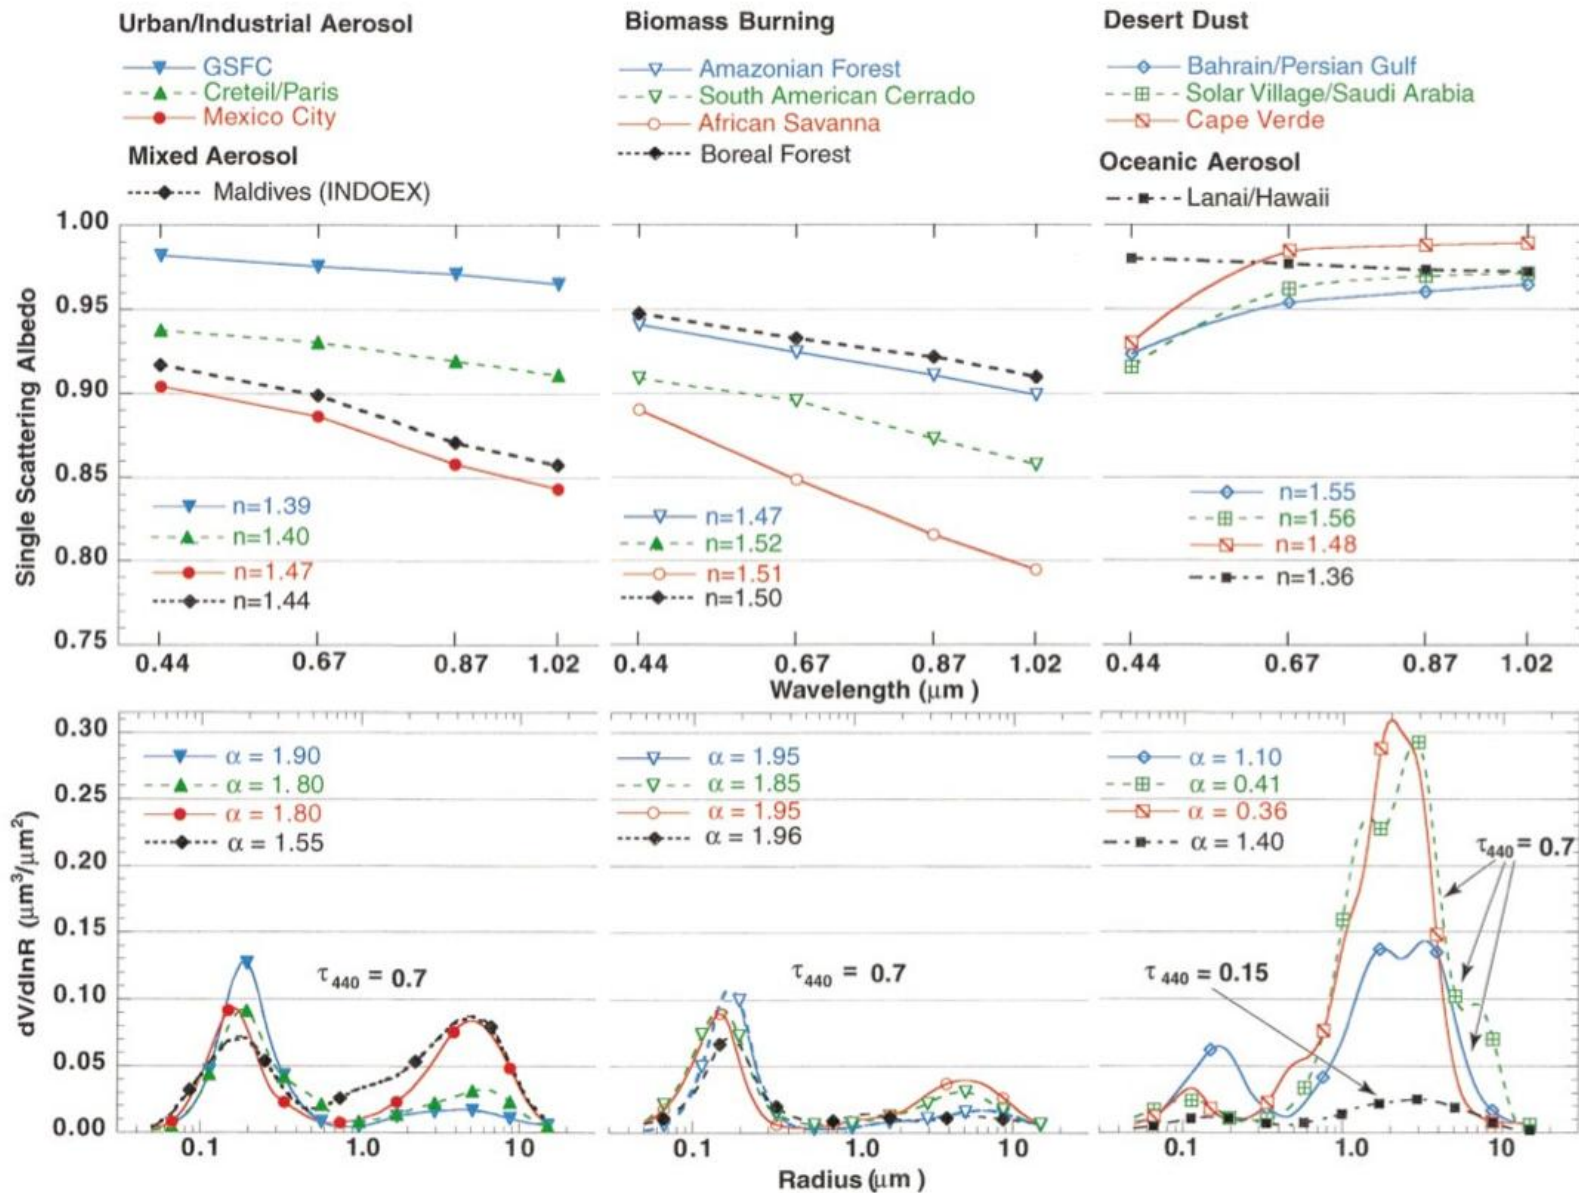 Urban/Industrial Aerosol
GSFC
Creteil/Paris
Mexico City
Mixed Aerosol
Maldives (INDOEX)
Biomass Burning
Amazonian Forest
South American Cerrado
African Savanna
Boreal Forest
Desert Dust
Bahrain/Persian Gulf
Solar Village/Saudi Arabia
Cape Verde
Oceanic Aerosol
Lanai/Hawaii
Single Scattering Albedo
1.00
0.95
0.90
0.85
0.80
0.75
n=1.39
n=1.40
n=1.47
n=1.44
n=1.47
n=1.52
n=1.51
n=1.50
n=1.55
n=1.56
n=1.48
n=1.36
0.44 0.67 0.87 1.02
0.44 0.67 0.87 1.02
0.44 0.67 0.87 1.02
Wavelength (μm )
dV/dlnR (μm³/μm²)
0.30
0.25
0.20
0.15
0.10
0.05
0.00
α = 1.90
α = 1.80
α = 1.80
α = 1.55
τ440 = 0.7
α = 1.95
α = 1.85
α = 1.95
α = 1.96
τ440 = 0.7
α = 1.10
α = 0.41
α = 0.36
α = 1.40
τ440 = 0.7
τ440 = 0.15
0.1 1.0 10
0.1 1.0 10
0.1 1.0 10
Radius (μm )